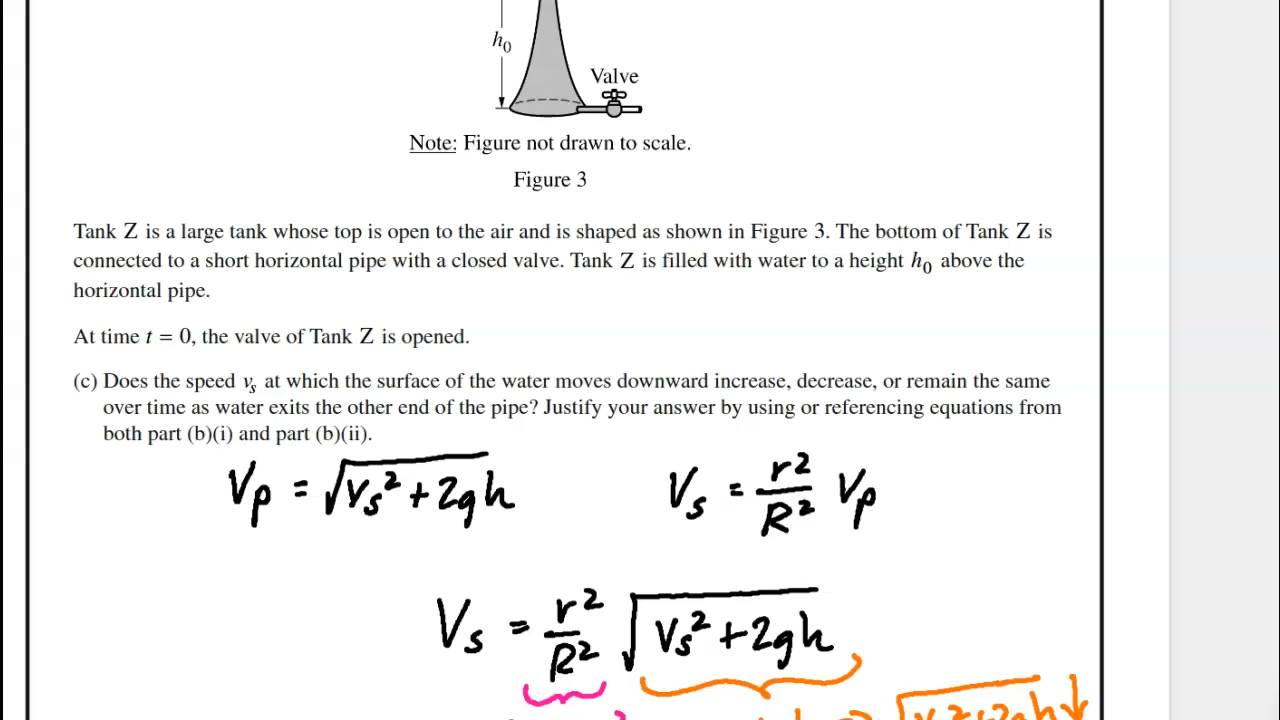 h₀
Valve
Note: Figure not drawn to scale.
Figure 3
Tank Z is a large tank whose top is open to the air and is shaped as shown in Figure 3. The bottom of Tank Z is
connected to a short horizontal pipe with a closed valve. Tank Z is filled with water to a height h₀ above the
horizontal pipe.
At time t = 0, the valve of Tank Z is opened.
(c) Does the speed vₛ at which the surface of the water moves downward increase, decrease, or remain the same
over time as water exits the other end of the pipe? Justify your answer by using or referencing equations from
both part (b)(i) and part (b)(ii).
Vp = √(Vs² + 2gh) Vs = r²/R² Vp
Vs = r²/R² √(Vs² + 2gh)